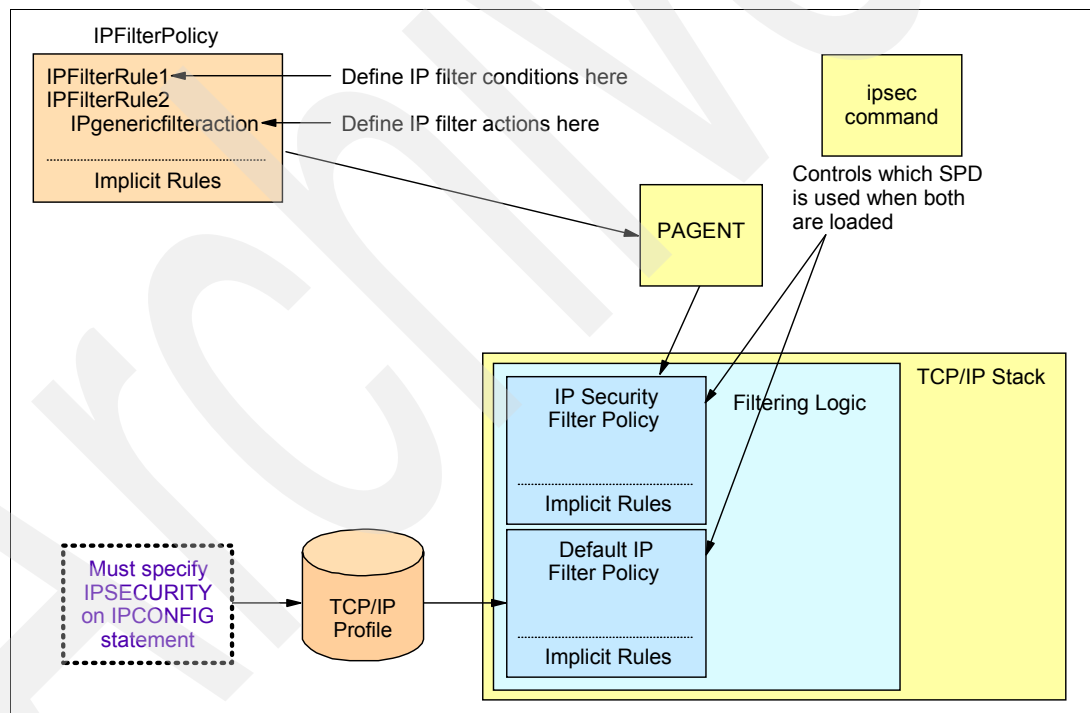 IPFilterPolicy
IPFilterRule1
IPFilterRule2
IPgenericfilteraction
Implicit Rules
Define IP filter conditions here
Define IP filter actions here
ipsec
command
Controls which SPD
is used when both
are loaded
PAGENT
TCP/IP Stack
Filtering Logic
IP Security
Filter Policy
Implicit Rules
Default IP
Filter Policy
Implicit Rules
Must specify
IPSECURITY
on IPCONFIG
statement
TCP/IP
Profile